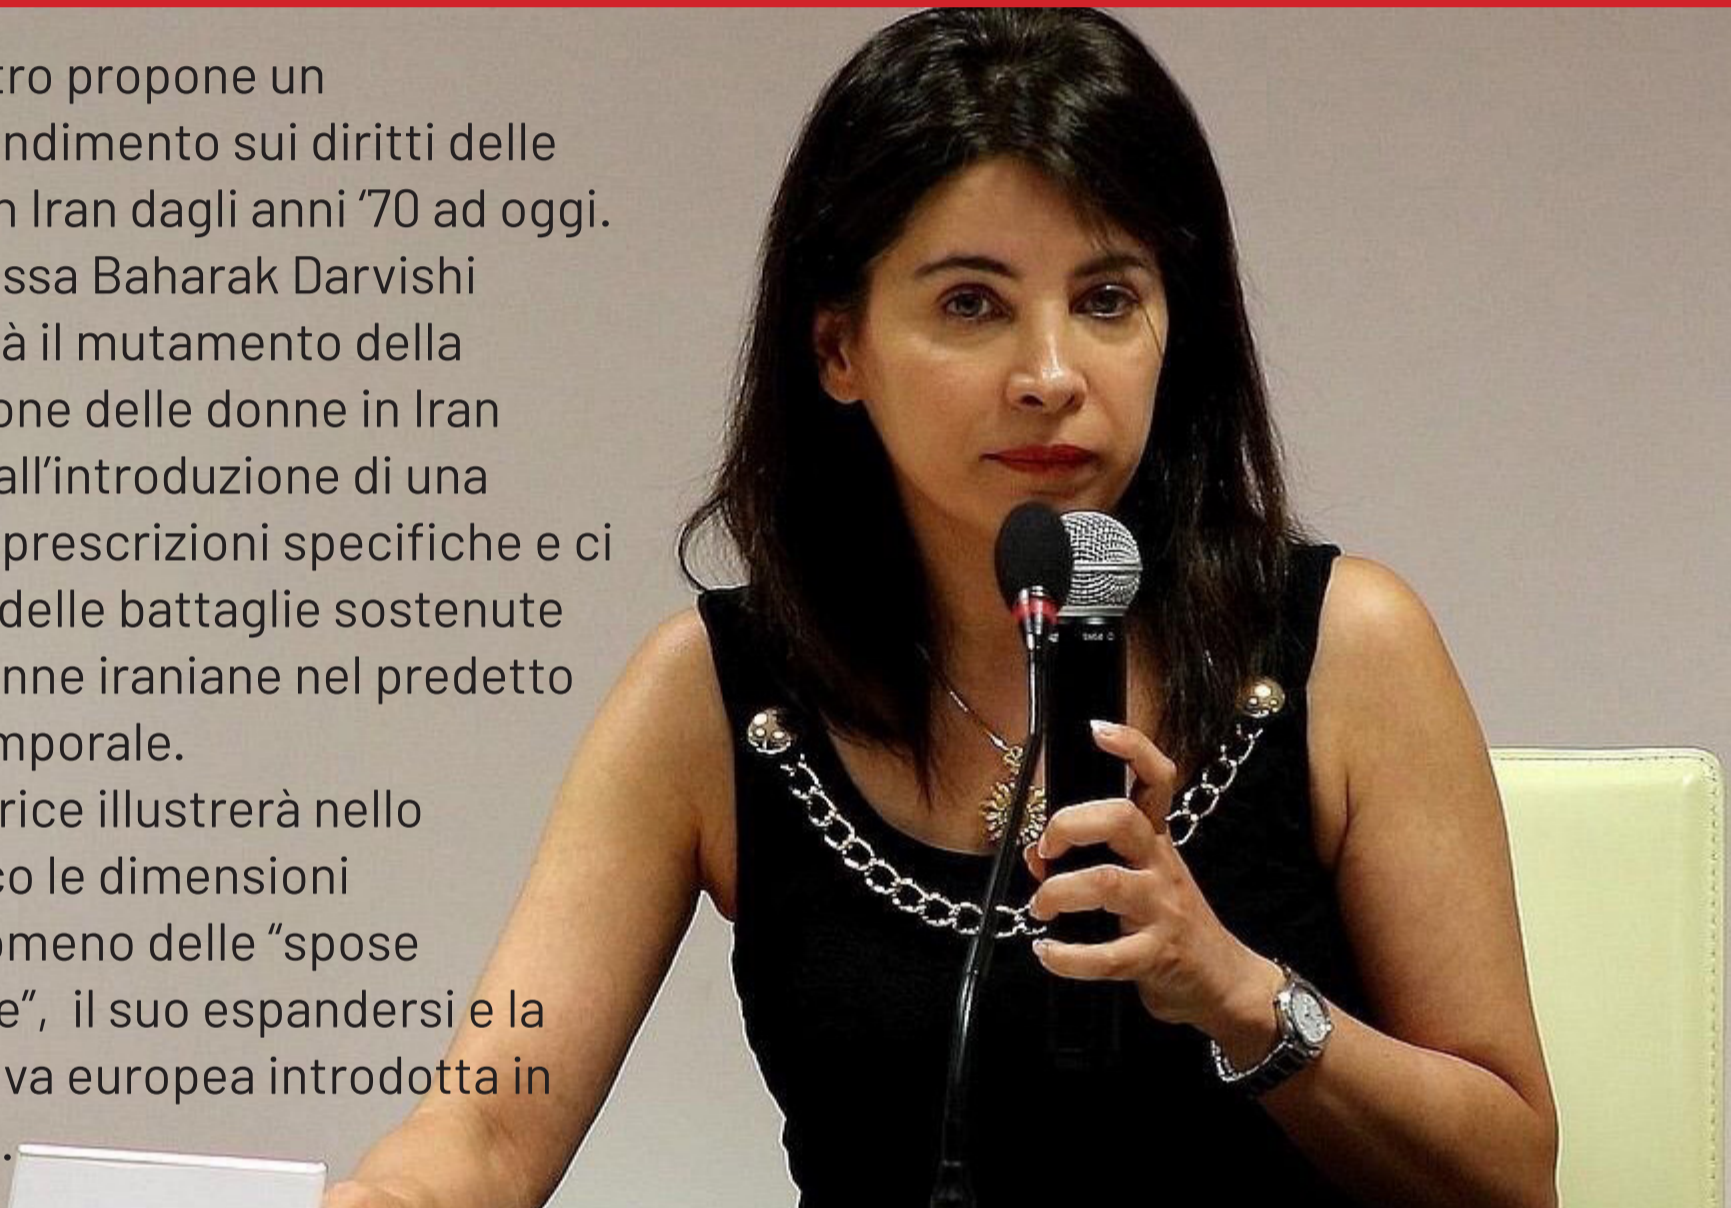 tro propone un
ndimento sui diritti delle
n Iran dagli anni ’70 ad oggi.
ssa Baharak Darvishi
à il mutamento della
one delle donne in Iran
all’introduzione di una
prescrizioni specifiche e ci
delle battaglie sostenute
nne iraniane nel predetto
mporale.
rice illustrerà nello
co le dimensioni
omeno delle “spose
e”, il suo espandersi e la
va europea introdotta in
.